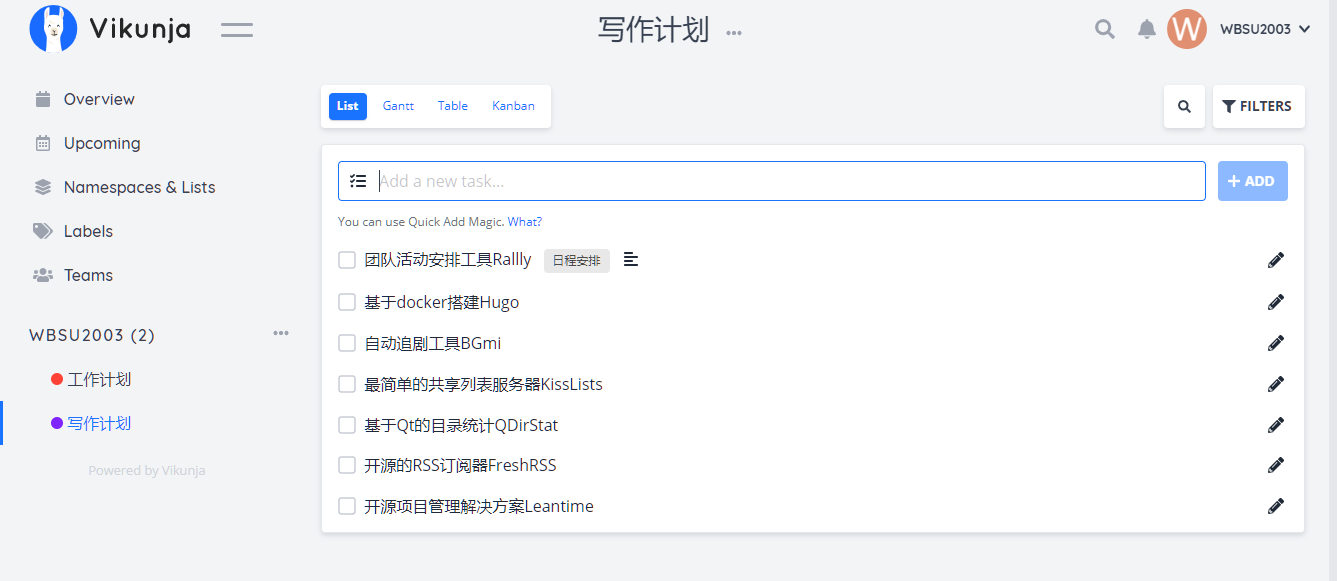 Vikunja
写作计划 ...
W WBSU2003
Overview
Upcoming
Namespaces & Lists
Labels
Teams
WBSU2003 (2)
工作计划
写作计划
Powered by Vikunja
List Gantt Table Kanban
FILTERS
Add a new task...
+ ADD
You can use Quick Add Magic. What?
团队活动安排工具Rallly 日程安排
基于docker搭建Hugo
自动追剧工具BGmi
最简单的共享列表服务器KissLists
基于Qt的目录统计QDirStat
开源的RSS订阅器FreshRSS
开源项目管理解决方案Leantime